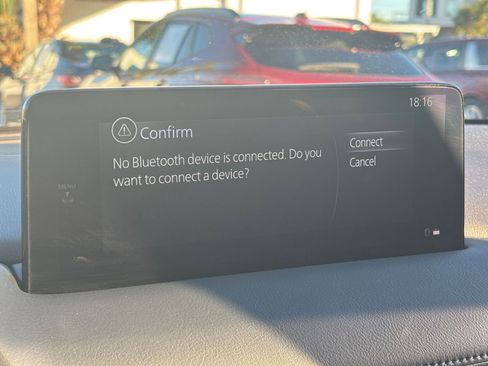 18:16
Confirm
No Bluetooth device is connected. Do you
want to connect a device?
Connect
Cancel
MENU